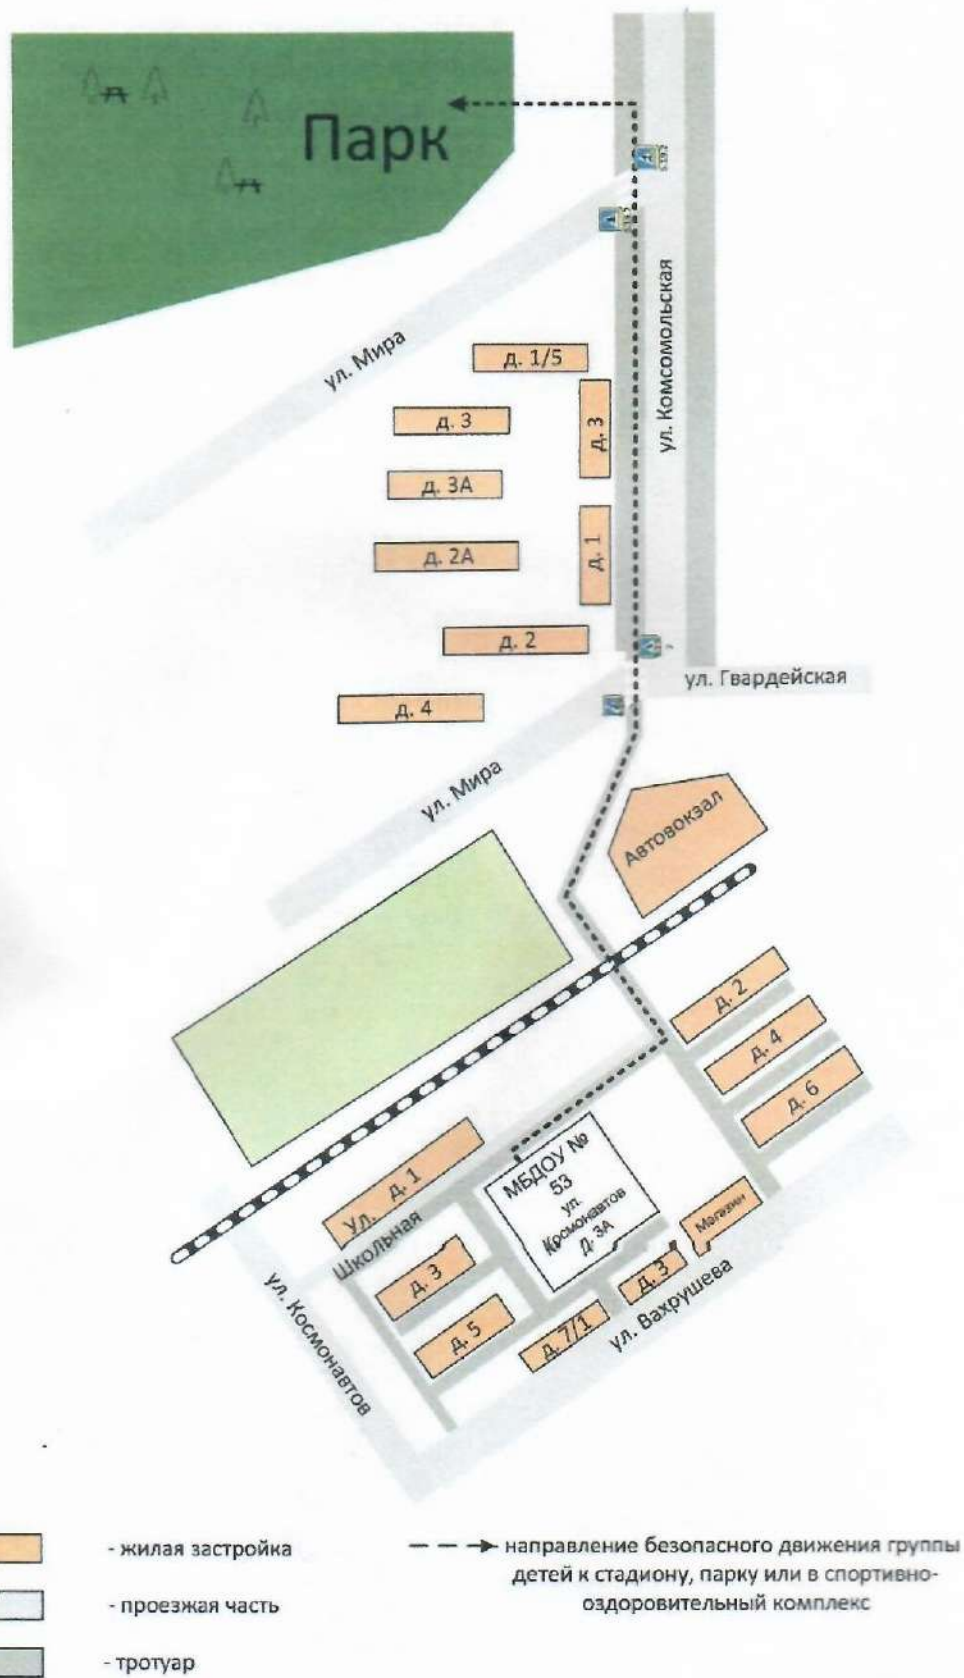 Парк
ул. Мира
ул. Комсомольская
д. 1/5
д. 3
д. 3
д. 3А
д. 1
д. 2А
д. 2
ул. Гвардейская
д. 4
ул. Мира
Автовокзал
д. 2
д. 4
д. 6
МБДОУ №
53
ул.
Космонавтов
Д. 3А
Ул. д. 1
Школьная
Магазин
д. 3
д. 3
д. 5
д. 7/1
ул. Вахрушева
ул. Космонавтов
- жилая застройка
- проезжая часть
- тротуар
направление безопасного движения группы
детей к стадиону, парку или в спортивно-
оздоровительный комплекс